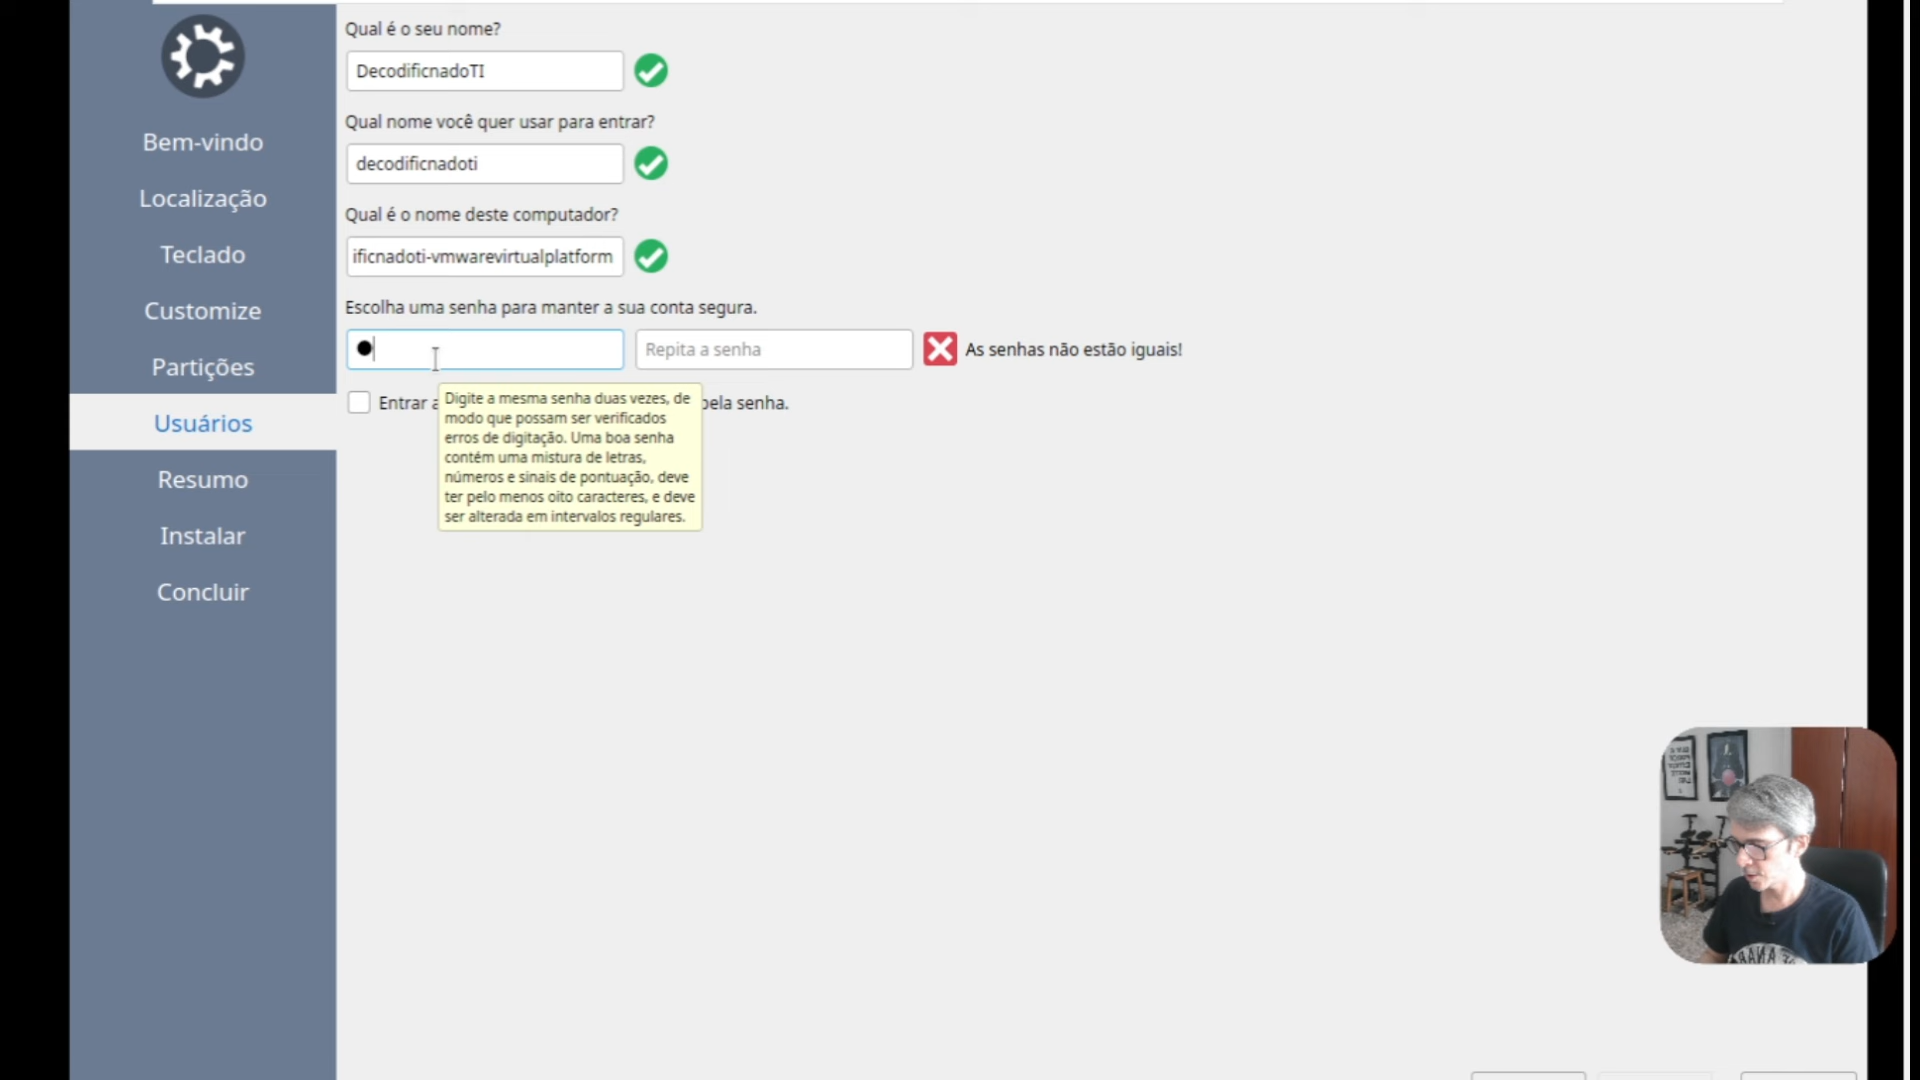 Qual é o seu nome?
DecodificnadoTI
Qual nome você quer usar para entrar?
decodificnadoti
Qual é o nome deste computador?
ificnadoti-vmwarevirtualplatform
Escolha uma senha para manter a sua conta segura.
Repita a senha
As senhas não estão iguais!
Entrar a
pela senha.
Digite a mesma senha duas vezes, de
modo que possam ser verificados
erros de digitação. Uma boa senha
contém uma mistura de letras,
números e sinais de pontuação, deve
ter pelo menos oito caracteres, e deve
ser alterada em intervalos regulares.
Bem-vindo
Localização
Teclado
Customize
Partições
Usuários
Resumo
Instalar
Concluir